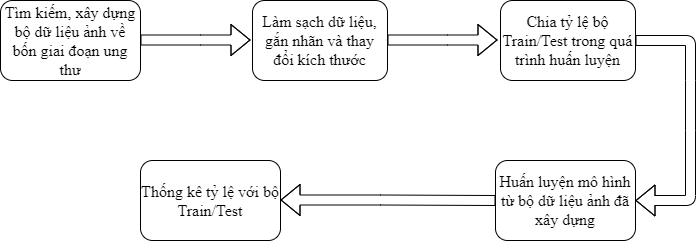 Tìm kiếm, xây dựng
bộ dữ liệu ảnh về
bốn giai đoạn ung
thư
Làm sạch dữ liệu,
gắn nhãn và thay
đổi kích thước
Chia tỷ lệ bộ
Train/Test trong quá
trình huấn luyện
Huấn luyện mô hình
từ bộ dữ liệu ảnh đã
xây dựng
Thống kê tỷ lệ với bộ
Train/Test